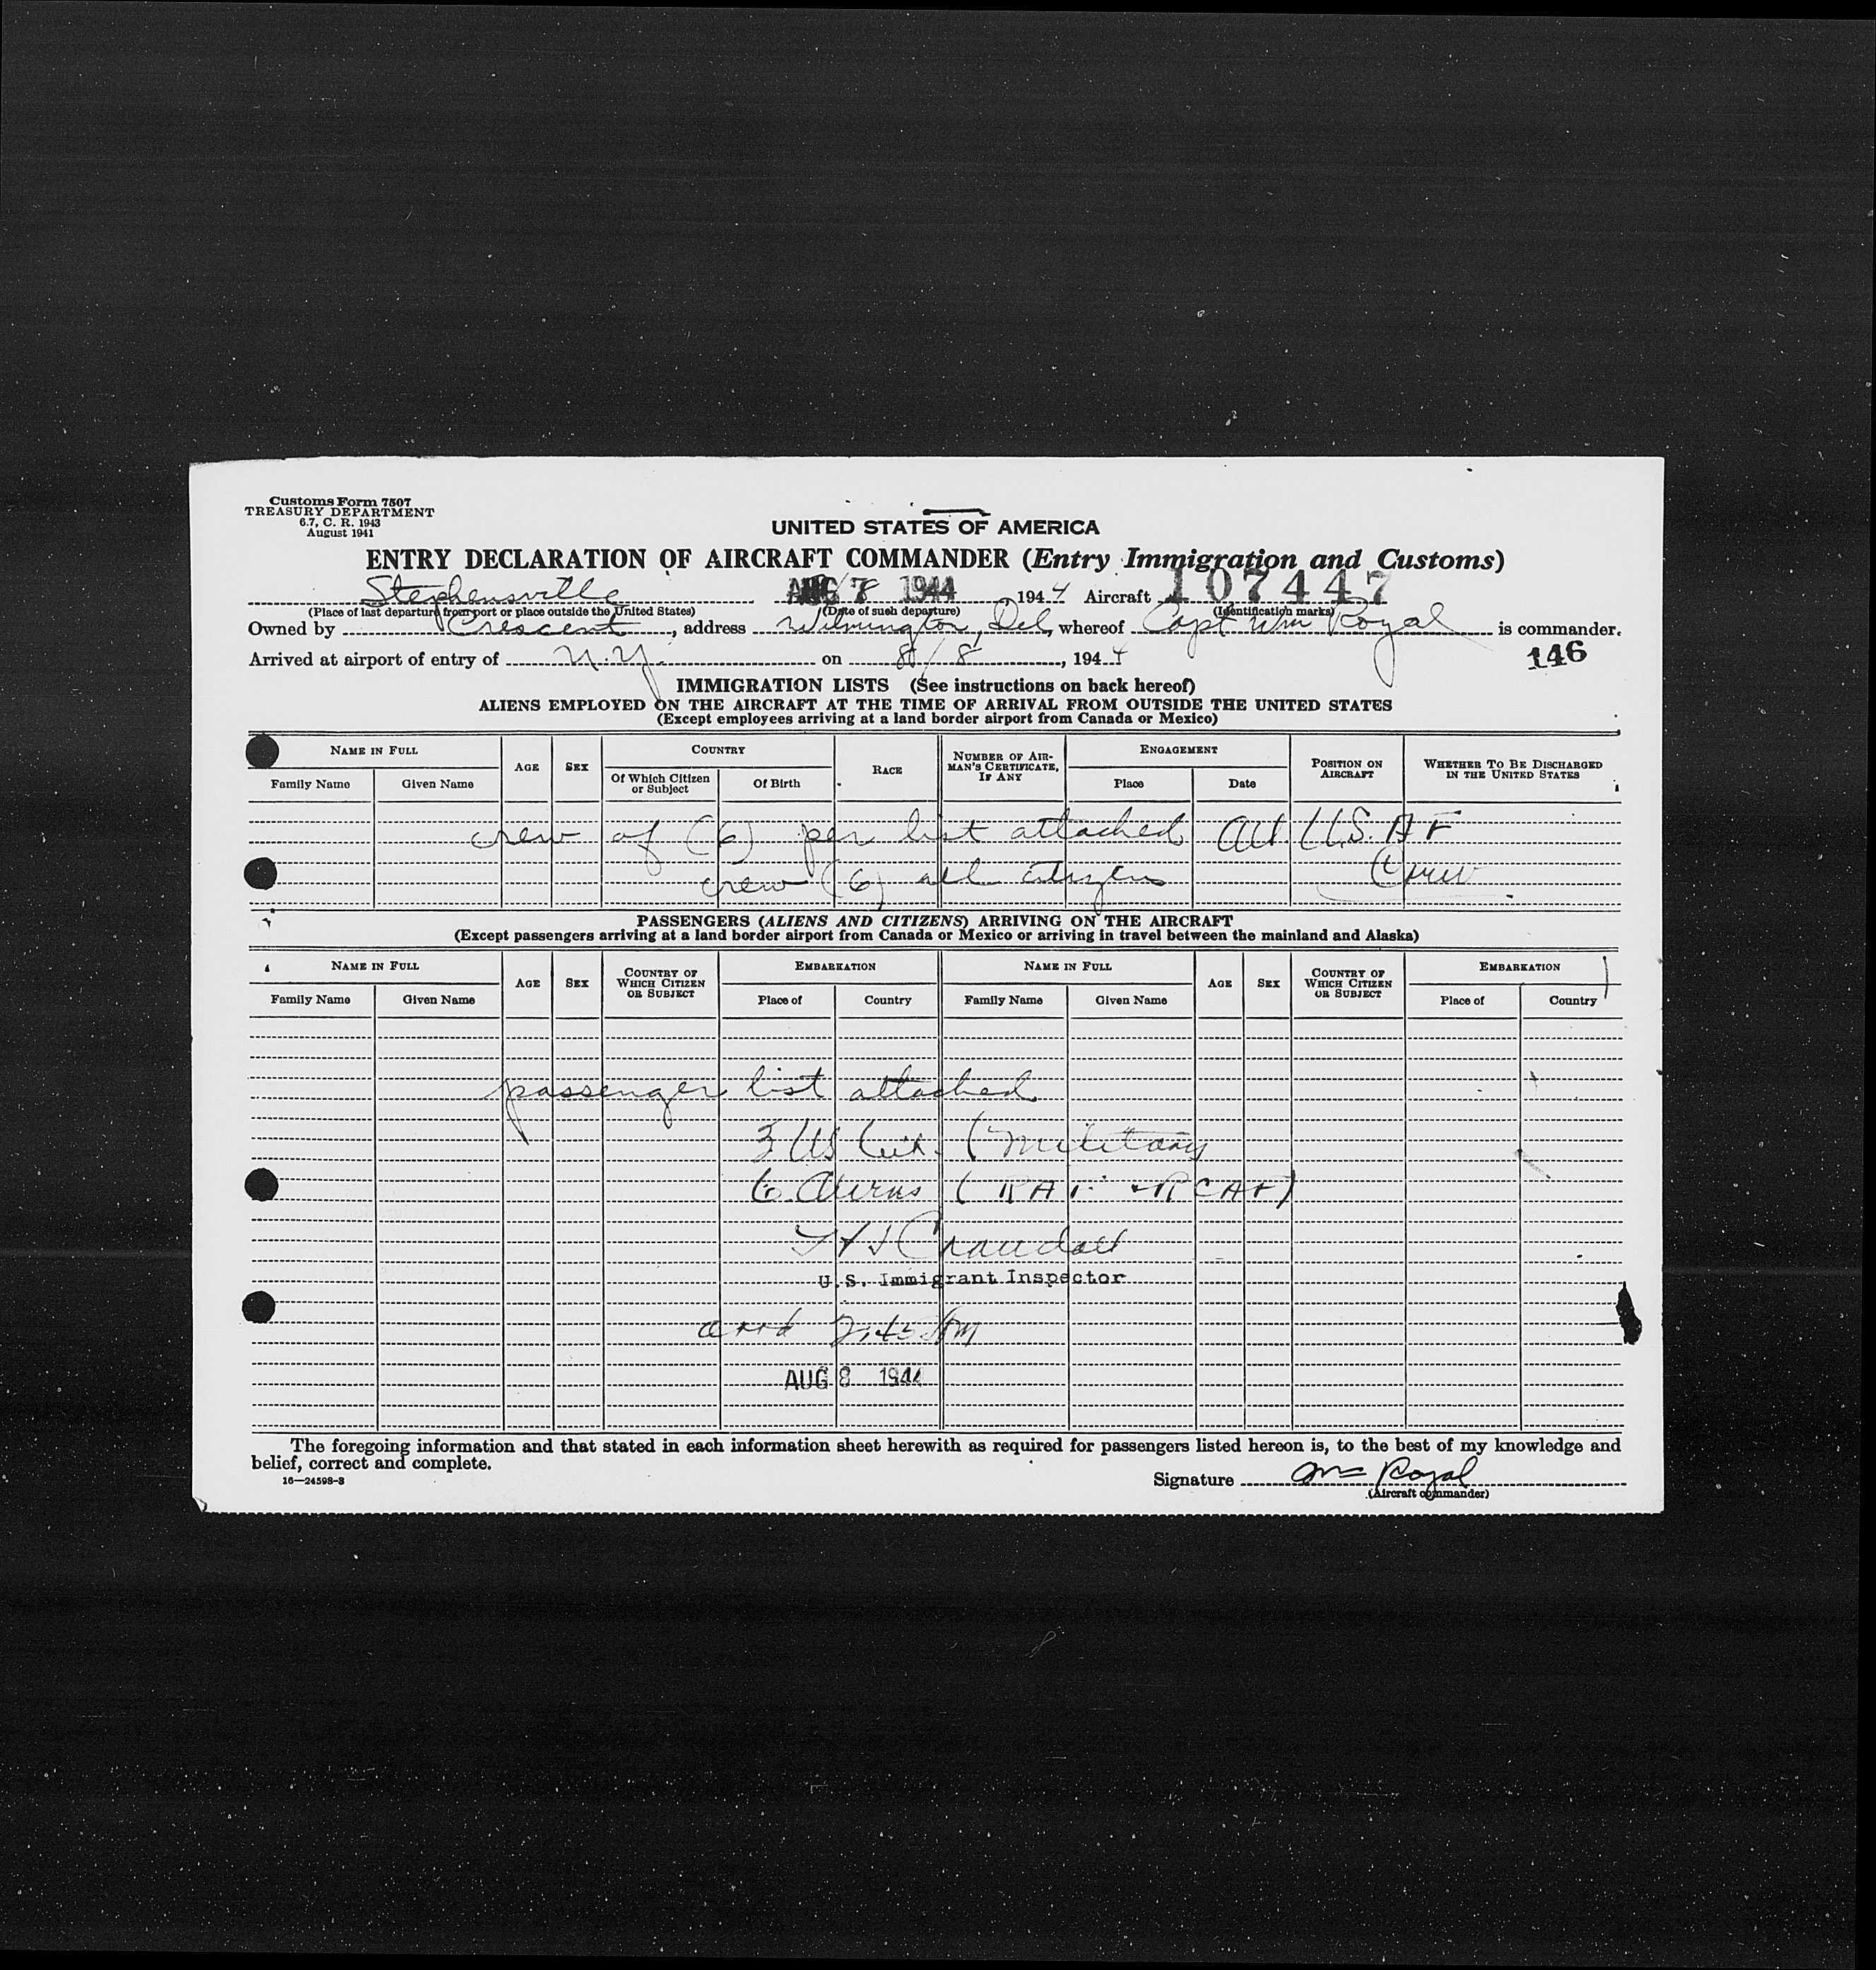 Customs Form 7507
TREASURY DEPARTMENT
6.7, C. R. 1943
August 1941
UNITED STATES OF AMERICA
ENTRY DECLARATION OF AIRCRAFT COMMANDER (Entry Immigration and Customs)
Stephensville AUG 7 1944 8/8 1944 Aircraft 107447
(Place of last departure from port or place outside the United States) (Date of such departure) (Identification marks)
Owned by Crescent, address Wilmington, Del, whereof Capt Wm Royal is commander.
Arrived at airport of entry of N.Y. on 8/8, 1944
146
IMMIGRATION LISTS (See instructions on back hereof)
ALIENS EMPLOYED ON THE AIRCRAFT AT THE TIME OF ARRIVAL FROM OUTSIDE THE UNITED STATES
(Except employees arriving at a land border airport from Canada or Mexico)
NAME IN FULL AGE SEX COUNTRY RACE NUMBER OF AIRMAN'S CERTIFICATE, IF ANY ENGAGEMENT POSITION ON AIRCRAFT WHETHER TO BE DISCHARGED IN THE UNITED STATES
Family Name Given Name Of Which Citizen or Subject Of Birth Place Date
crew of (6) per list attached All U.S. AF
crew (6) all citizens Crew
PASSENGERS (ALIENS AND CITIZENS) ARRIVING ON THE AIRCRAFT
(Except passengers arriving at a land border airport from Canada or Mexico or arriving in travel between the mainland and Alaska)
NAME IN FULL AGE SEX COUNTRY OF WHICH CITIZEN OR SUBJECT EMBARKATION NAME IN FULL AGE SEX COUNTRY OF WHICH CITIZEN OR SUBJECT EMBARKATION
Family Name Given Name Place of Country Family Name Given Name Place of Country
passenger list attached
3 US Cit. (Military
6 Aliens (RAF + RCAF)
Crandall
U.S. Immigrant Inspector
arrd 2:45
AUG 8 1944
The foregoing information and that stated in each information sheet herewith as required for passengers listed hereon is, to the best of my knowledge and
belief, correct and complete.
16—24598-3
Signature Wm Royal
(Aircraft commander)